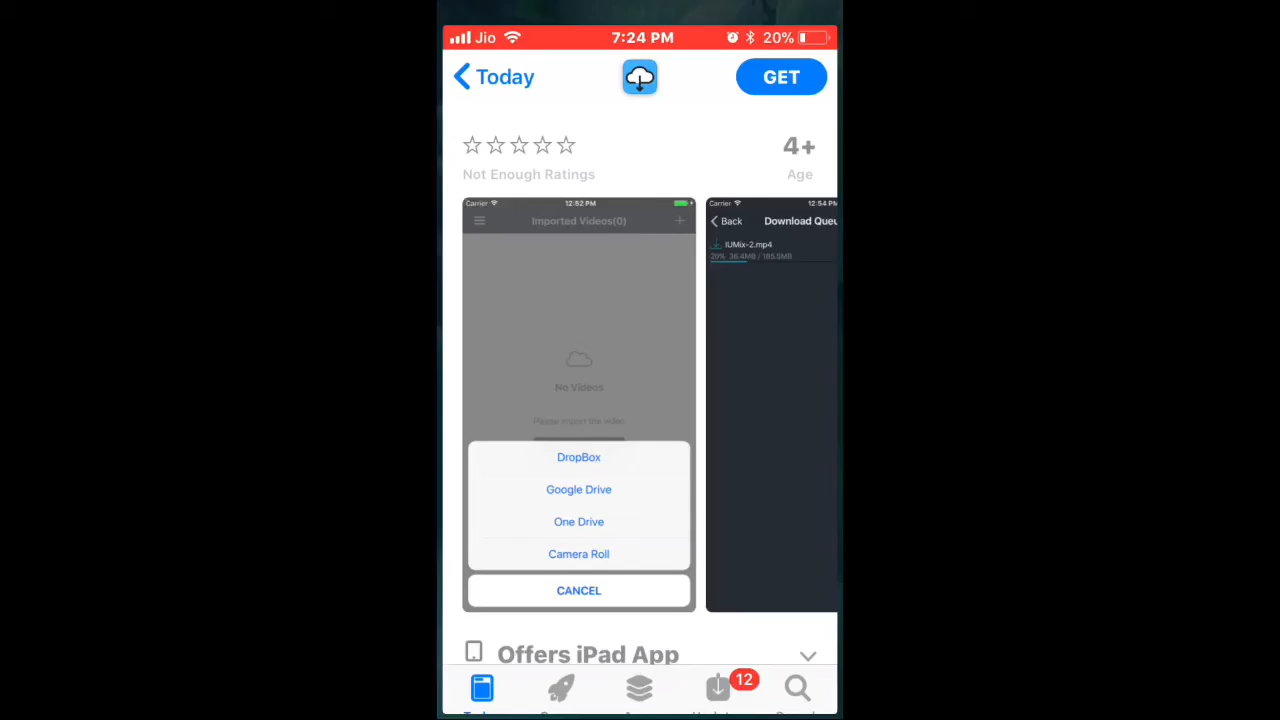 Jio 7:24 PM 20%
Today GET
4+
Not Enough Ratings Age
Carrier 12:52 PM
Imported Videos(0) +
No Videos
Please import the video
DropBox
Google Drive
One Drive
Camera Roll
CANCEL
Carrier 12:54 PM
Back Download Queu
IUMix-2.mp4
20% 36.4MB / 185.5MB
Offers iPad App
12